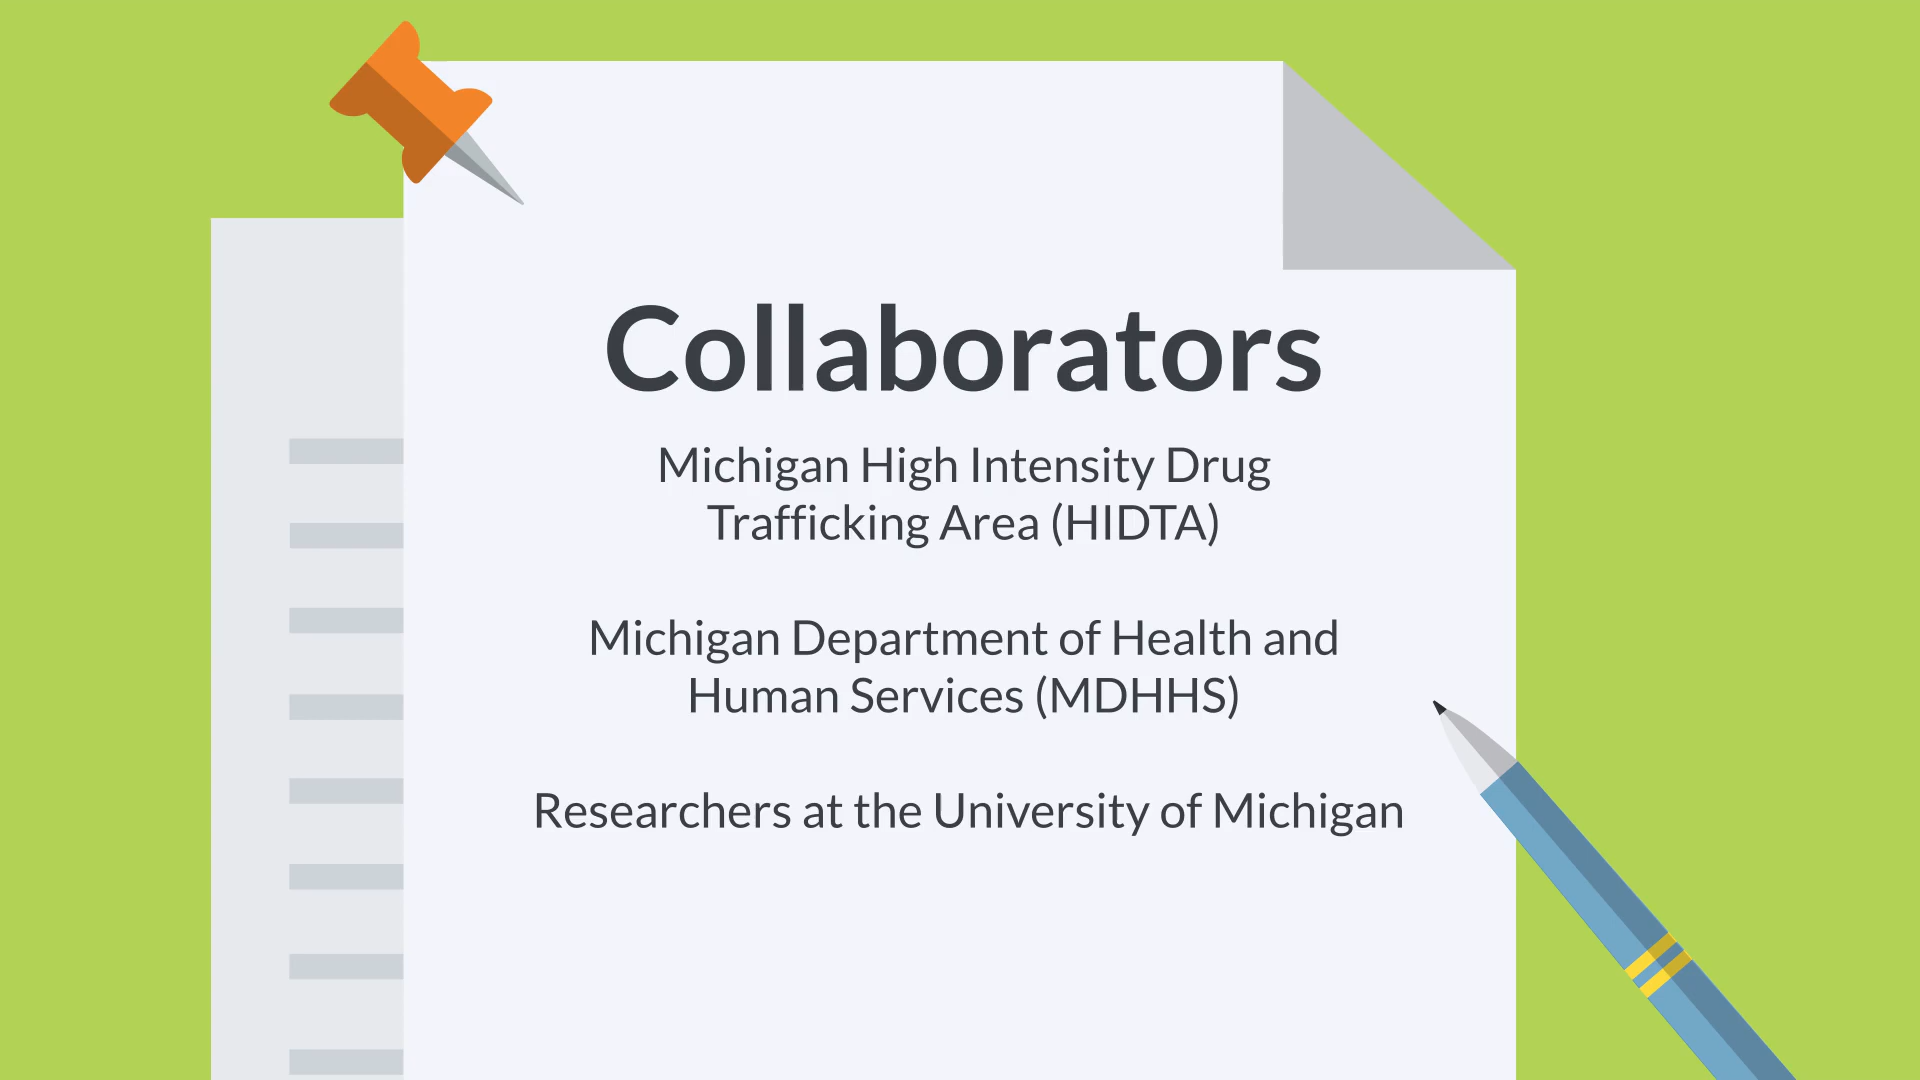 Collaborators
Michigan High Intensity Drug
Trafficking Area (HIDTA)
Michigan Department of Health and
Human Services (MDHHS)
Researchers at the University of Michigan